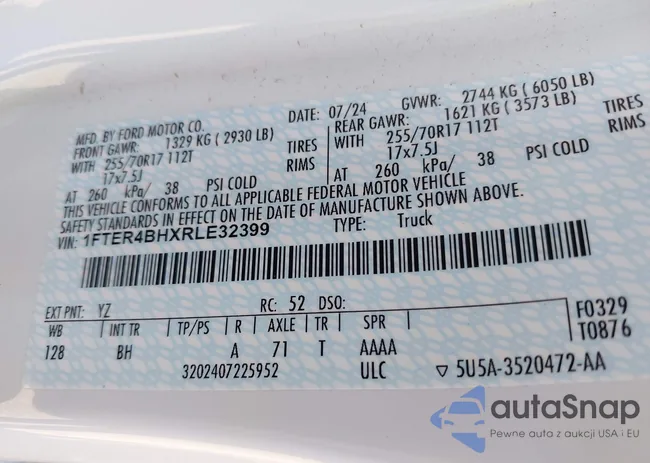 MFD. BY FORD MOTOR CO.
DATE: 07/24 GVWR: 2744 KG ( 6050 LB)
FRONT GAWR: 1329 KG ( 2930 LB) REAR GAWR: 1621 KG ( 3573 LB)
WITH 255/70R17 112T TIRES WITH 255/70R17 112T TIRES
17x7.5J RIMS 17x7.5J RIMS
AT 260 kPa/ 38 PSI COLD AT 260 kPa/ 38 PSI COLD
THIS VEHICLE CONFORMS TO ALL APPLICABLE FEDERAL MOTOR VEHICLE
SAFETY STANDARDS IN EFFECT ON THE DATE OF MANUFACTURE SHOWN ABOVE.
VIN: 1FTER4BHXRLE32399 TYPE: Truck
EXT PNT: YZ RC: 52 DSO: F0329
WB INT TR TP/PS R AXLE TR SPR T0876
128 BH A 71 T AAAA
3202407225952 ULC ▽ 5U5A-3520472-AA
autaSnap
Pewne auta z aukcji USA i EU